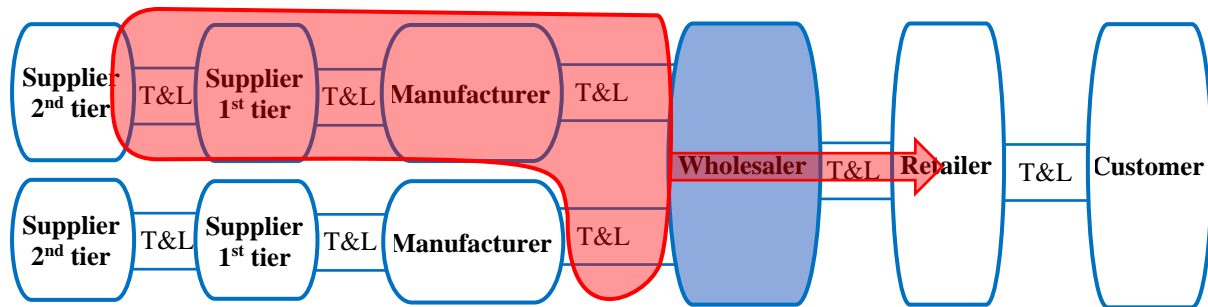 Supplier
2nd tier
T&L
Supplier
1st tier
T&L
Manufacturer
T&L
Wholesaler
T&L
Retailer
T&L
Customer
Supplier
2nd tier
T&L
Supplier
1st tier
T&L
Manufacturer
T&L